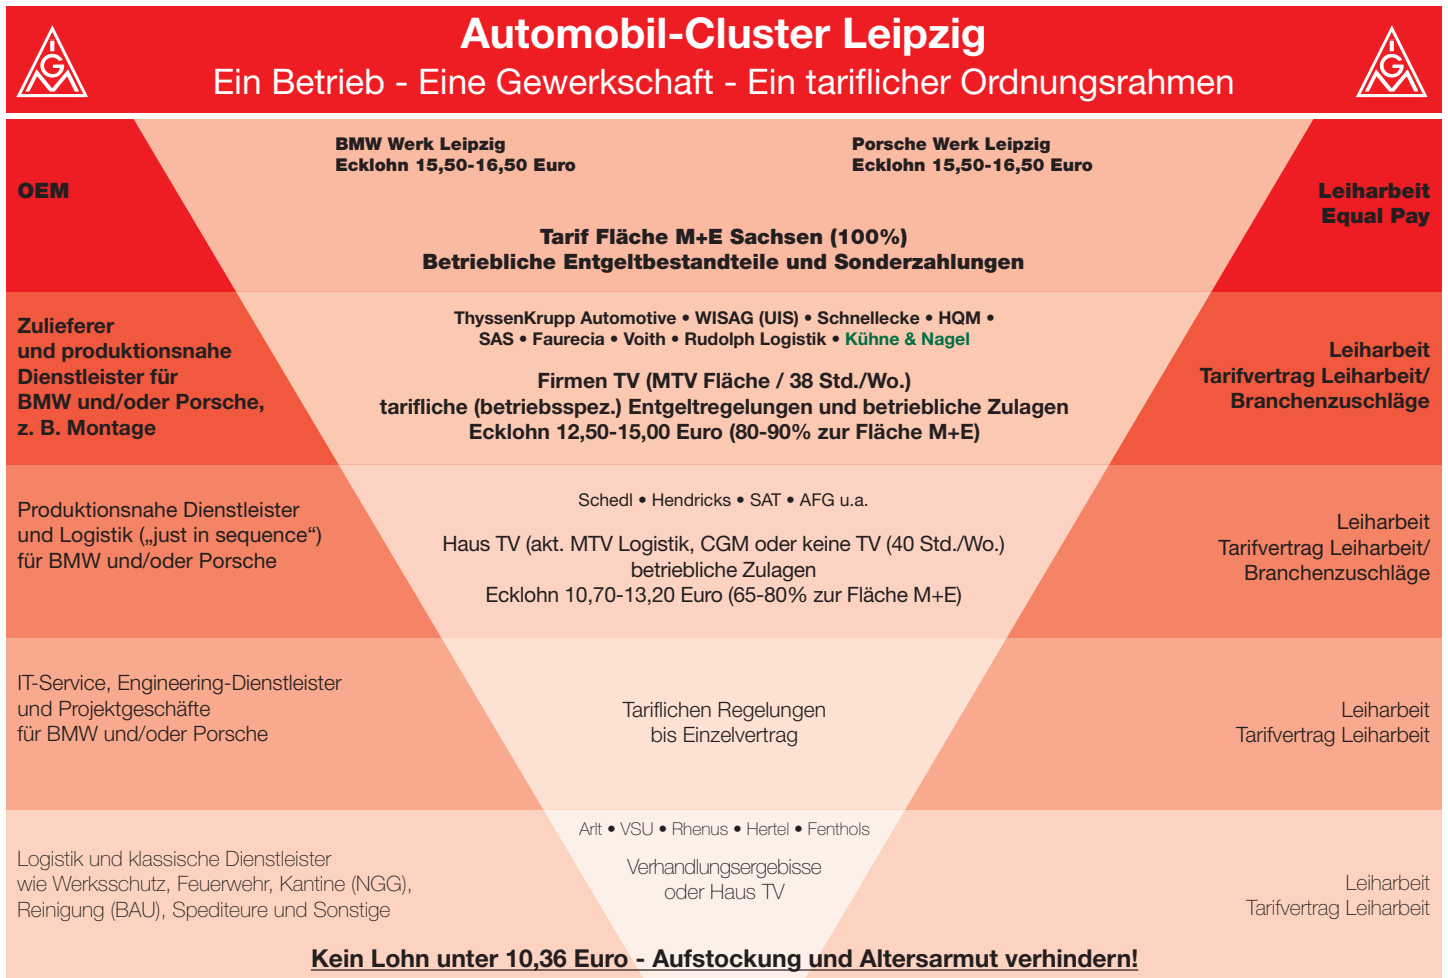 IGM
IGM
Automobil-Cluster Leipzig
Ein Betrieb - Eine Gewerkschaft - Ein tariflicher Ordnungsrahmen
OEM
BMW Werk Leipzig
Ecklohn 15,50-16,50 Euro
Porsche Werk Leipzig
Ecklohn 15,50-16,50 Euro
Tarif Fläche M+E Sachsen (100%)
Betriebliche Entgeltbestandteile und Sonderzahlungen
Leiharbeit
Equal Pay
Zulieferer
und produktionsnahe
Dienstleister für
BMW und/oder Porsche,
z. B. Montage
ThyssenKrupp Automotive • WISAG (UIS) • Schnellecke • HQM •
SAS • Faurecia • Voith • Rudolph Logistik • Kühne & Nagel
Firmen TV (MTV Fläche / 38 Std./Wo.)
tarifliche (betriebsspez.) Entgeltregelungen und betriebliche Zulagen
Ecklohn 12,50-15,00 Euro (80-90% zur Fläche M+E)
Leiharbeit
Tarifvertrag Leiharbeit/
Branchenzuschläge
Produktionsnahe Dienstleister
und Logistik („just in sequence“)
für BMW und/oder Porsche
Schedl • Hendricks • SAT • AFG u.a.
Haus TV (akt. MTV Logistik, CGM oder keine TV (40 Std./Wo.)
betriebliche Zulagen
Ecklohn 10,70-13,20 Euro (65-80% zur Fläche M+E)
Leiharbeit
Tarifvertrag Leiharbeit/
Branchenzuschläge
IT-Service, Engineering-Dienstleister
und Projektgeschäfte
für BMW und/oder Porsche
Tariflichen Regelungen
bis Einzelvertrag
Leiharbeit
Tarifvertrag Leiharbeit
Logistik und klassische Dienstleister
wie Werksschutz, Feuerwehr, Kantine (NGG),
Reinigung (BAU), Spediteure und Sonstige
Arlt • VSU • Rhenus • Hertel • Fenthols
Verhandlungsergebisse
oder Haus TV
Leiharbeit
Tarifvertrag Leiharbeit
Kein Lohn unter 10,36 Euro - Aufstockung und Altersarmut verhindern!